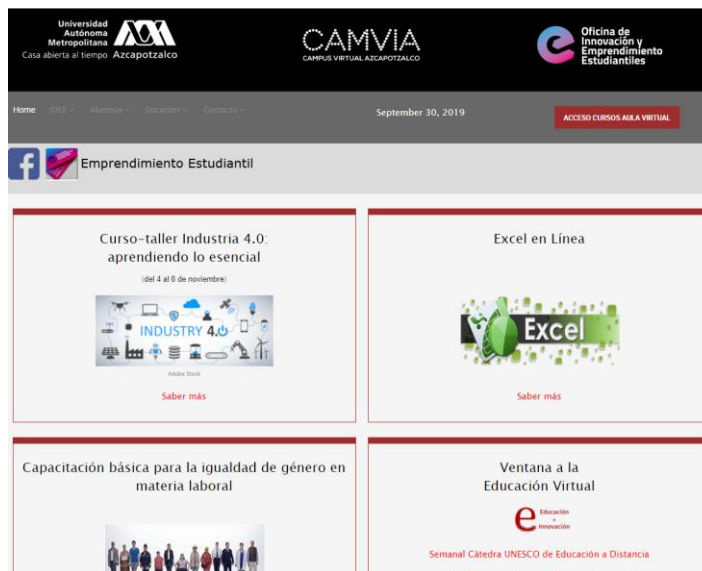 Universidad
Autónoma
Metropolitana
Casa abierta al tiempo Azcapotzalco
CAMVIA
CAMPUS VIRTUAL AZCAPOTZALCO
Oficina de
Innovación y
Emprendimiento
Estudiantiles
Home OIEE Alumnos Docentes Contacto
September 30, 2019
ACCESO CURSOS AULA VIRTUAL
Emprendimiento Estudiantil
Curso-taller Industria 4.0:
aprendiendo lo esencial
(del 4 al 8 de noviembre)
INDUSTRY 4.0
Adobe Stock
Saber más
Excel en Línea
Excel
Saber más
Capacitación básica para la igualdad de género en
materia laboral
Ventana a la
Educación Virtual
e Educación
+
Innovación
Semanal Cátedra UNESCO de Educación a Distancia